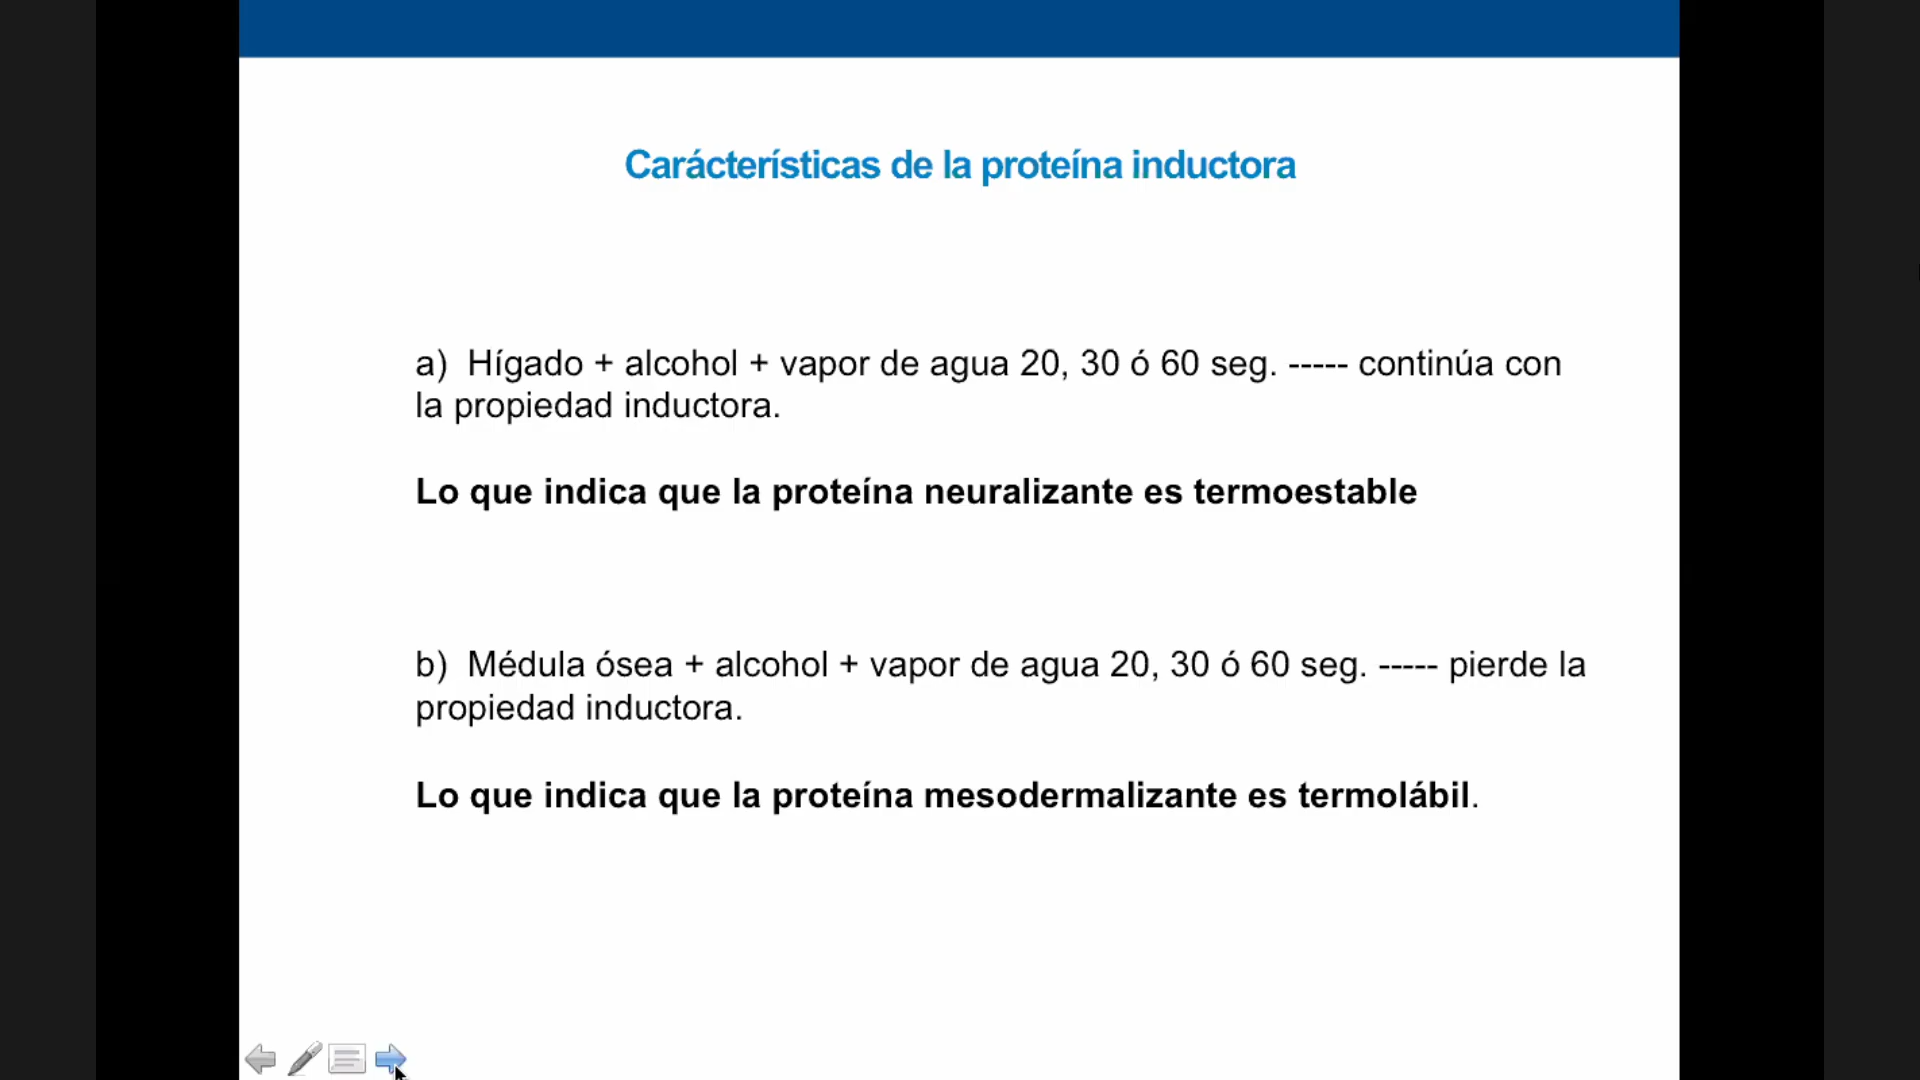 Carácterísticas de la proteína inductora
a)  Hígado + alcohol + vapor de agua 20, 30 ó 60 seg. ----- continúa con
la propiedad inductora.
Lo que indica que la proteína neuralizante es termoestable
b)  Médula ósea + alcohol + vapor de agua 20, 30 ó 60 seg. ----- pierde la
propiedad inductora.
Lo que indica que la proteína mesodermalizante es termolábil.